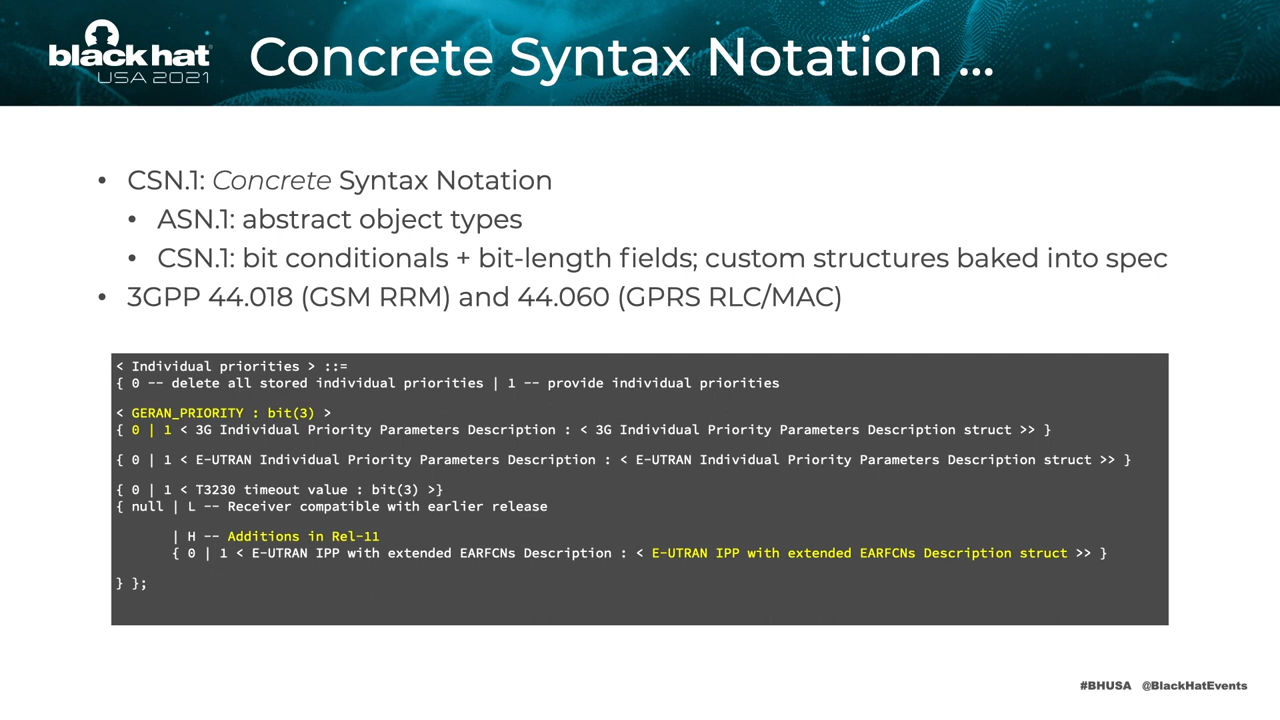 black hat
USA 2021
Concrete Syntax Notation ...
• CSN.1: Concrete Syntax Notation
• ASN.1: abstract object types
• CSN.1: bit conditionals + bit-length fields; custom structures baked into spec
• 3GPP 44.018 (GSM RRM) and 44.060 (GPRS RLC/MAC)
< Individual priorities > ::=
{ 0 -- delete all stored individual priorities | 1 -- provide individual priorities
< GERAN_PRIORITY : bit(3) >
{ 0 | 1 < 3G Individual Priority Parameters Description : < 3G Individual Priority Parameters Description struct >> }
{ 0 | 1 < E-UTRAN Individual Priority Parameters Description : < E-UTRAN Individual Priority Parameters Description struct >> }
{ 0 | 1 < T3230 timeout value : bit(3) >}
{ null | L -- Receiver compatible with earlier release
| H -- Additions in Rel-11
{ 0 | 1 < E-UTRAN IPP with extended EARFCNs Description : < E-UTRAN IPP with extended EARFCNs Description struct >> }
} };
#BHUSA @BlackHatEvents